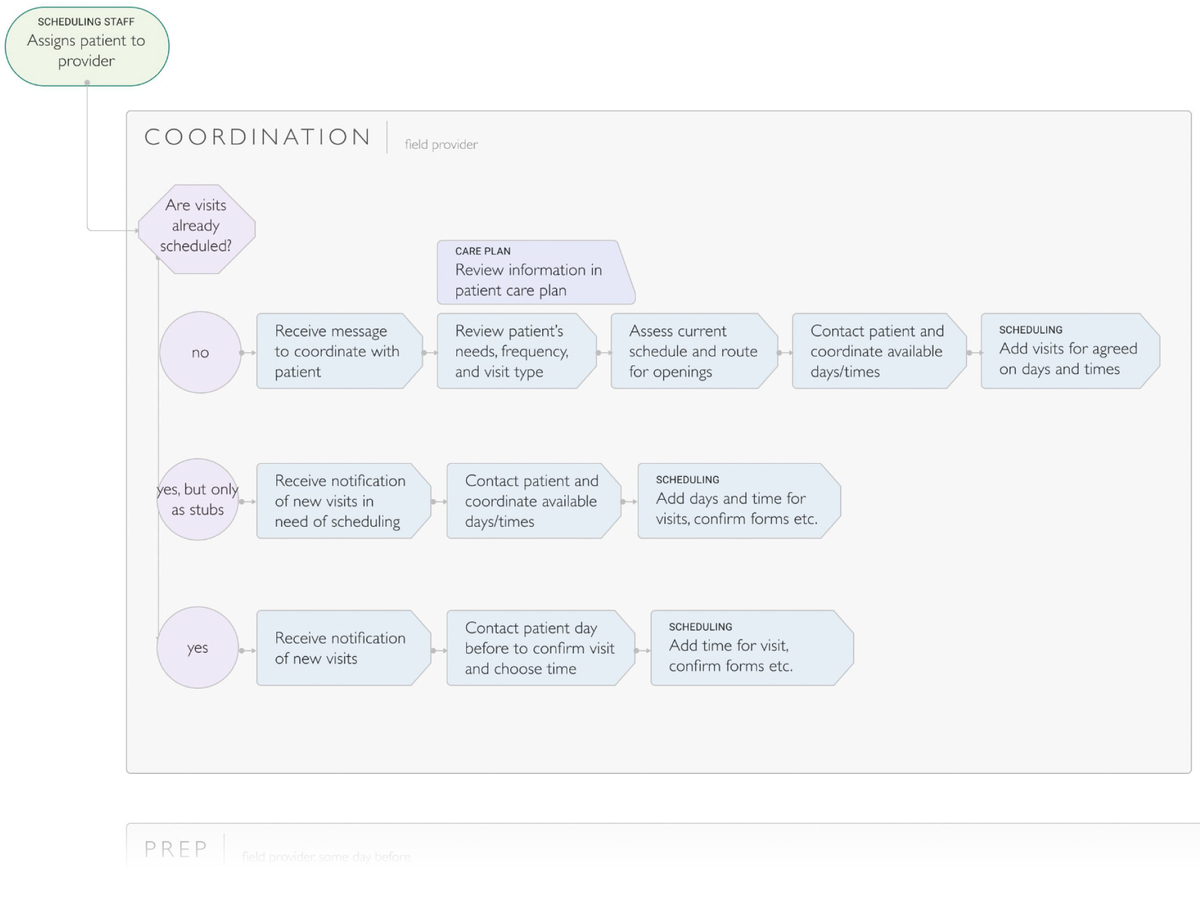 SCHEDULING STAFF
Assigns patient to
provider
COORDINATION
field provider
Are visits
already
scheduled?
CARE PLAN
Review information in
patient care plan
no
Receive message
to coordinate with
patient
Review patient's
needs, frequency,
and visit type
Assess current
schedule and route
for openings
Contact patient and
coordinate available
days/times
SCHEDULING
Add visits for agreed
on days and times
yes, but only
as stubs
Receive notification
of new visits in
need of scheduling
Contact patient and
coordinate available
days/times
SCHEDULING
Add days and time for
visits, confirm forms etc.
yes
Receive notification
of new visits
Contact patient day
before to confirm visit
and choose time
SCHEDULING
Add time for visit,
confirm forms etc.
PREP
field provider, some day before